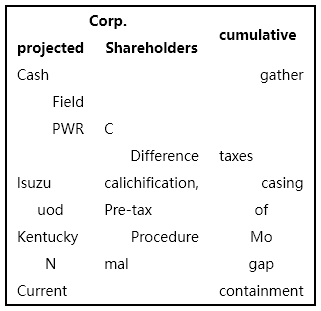 Corp. cumulative
projected Shareholders
Cash gather
Field
PWR C
Difference taxes
Isuzu calichification, casing
uod Pre-tax of
Kentucky Procedure Mo
N mal gap
Current containment